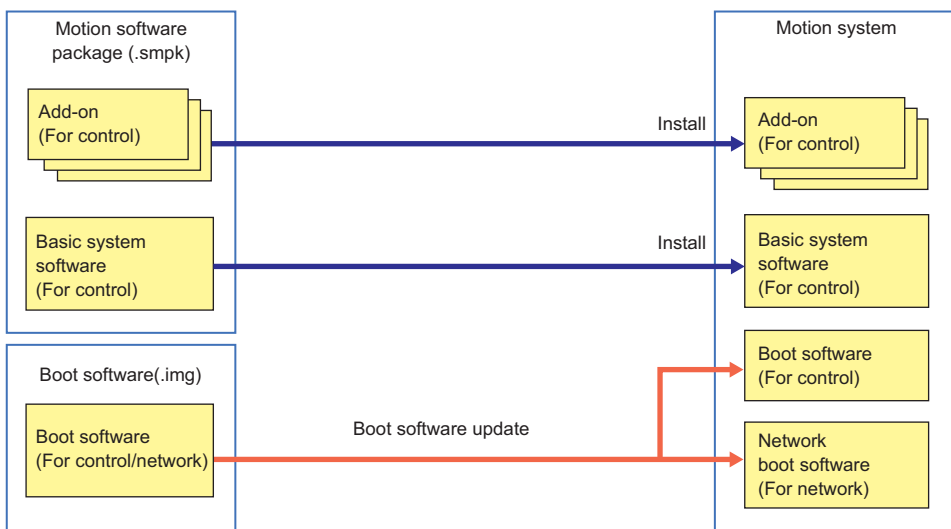 Motion software
package (.smpk)
Add-on
(For control)
Basic system
software
(For control)
Boot software(.img)
Boot software
(For control/network)
Install
Install
Boot software update
Motion system
Add-on
(For control)
Basic system
software
(For control)
Boot software
(For control)
Network
boot software
(For network)